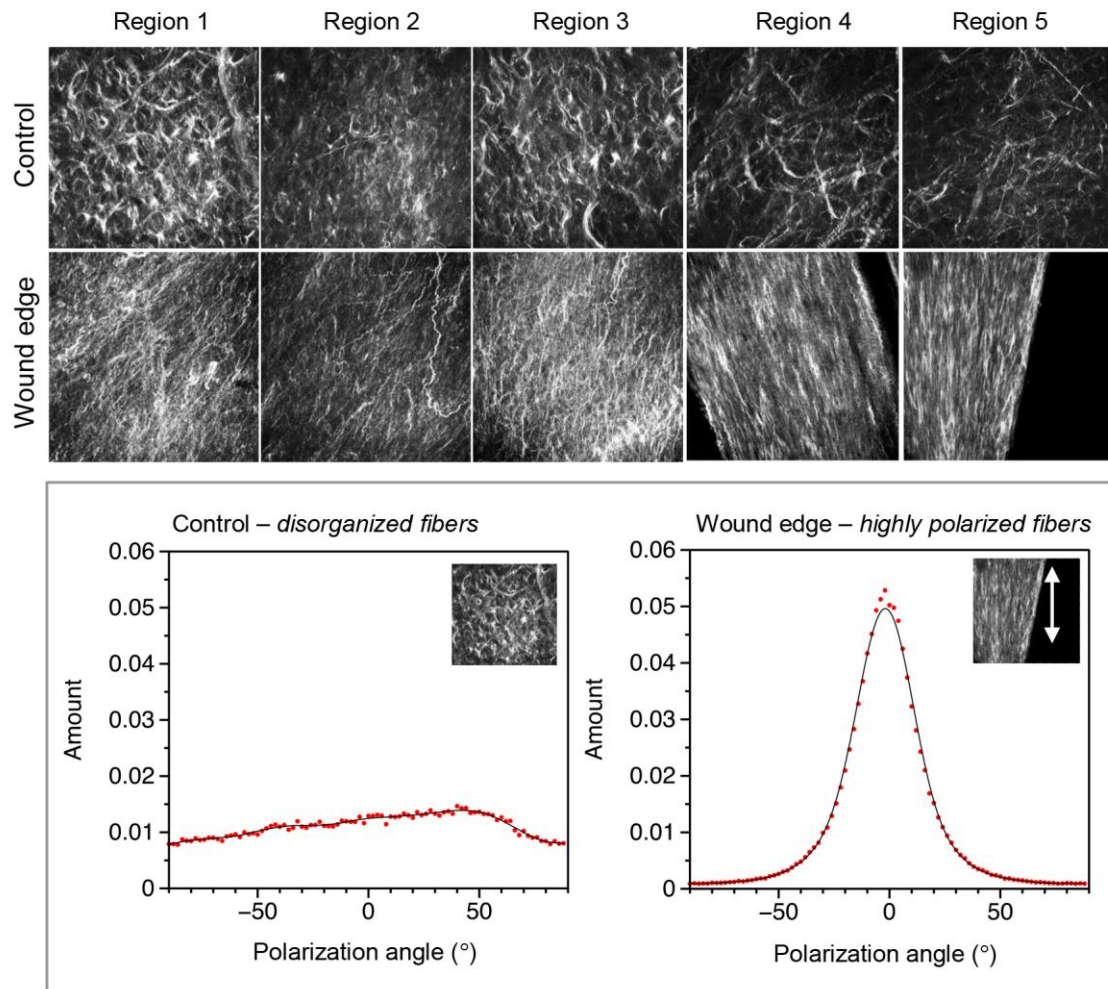 Region 1 Region 2 Region 3 Region 4 Region 5
Control
Wound edge
Control – disorganized fibers
0.06
0.05
0.04
0.03
0.02
0.01
0
–50 0 50
Amount
Polarization angle (°)
Wound edge – highly polarized fibers
0.06
0.05
0.04
0.03
0.02
0.01
0
–50 0 50
Amount
Polarization angle (°)